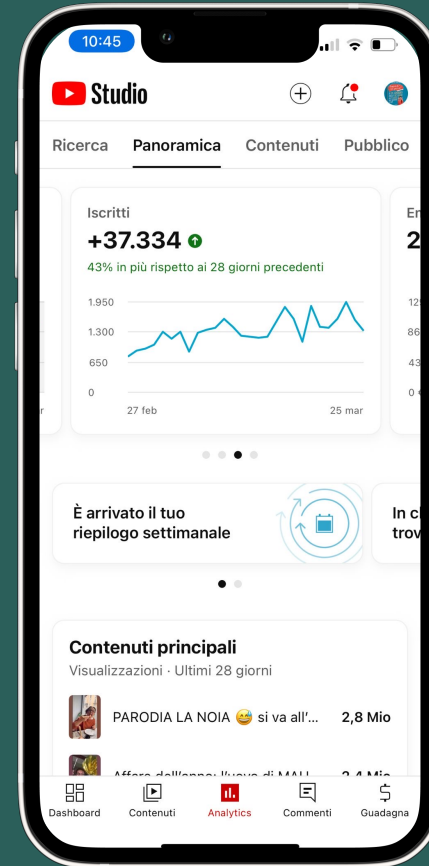 10:45
Studio
Ricerca Panoramica Contenuti Pubblico
Iscritti
+37.334
43% in più rispetto ai 28 giorni precedenti
1.950
1.300
650
0
27 feb 25 mar
È arrivato il tuo
riepilogo settimanale
Contenuti principali
Visualizzazioni · Ultimi 28 giorni
PARODIA LA NOIA 😅 si va all'... 2,8 Mio
Dashboard Contenuti Analytics Commenti Guadagna